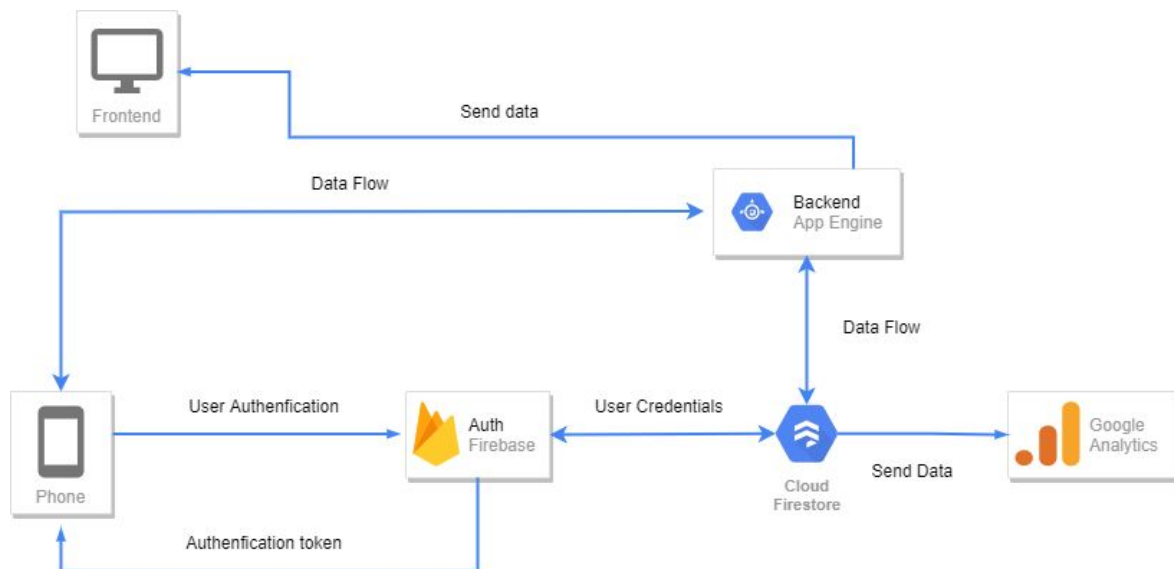 Frontend
Send data
Data Flow
Backend
App Engine
Data Flow
User Authenfication
Auth
Firebase
User Credentials
Google
Analytics
Send Data
Cloud
Firestore
Phone
Authenfication token